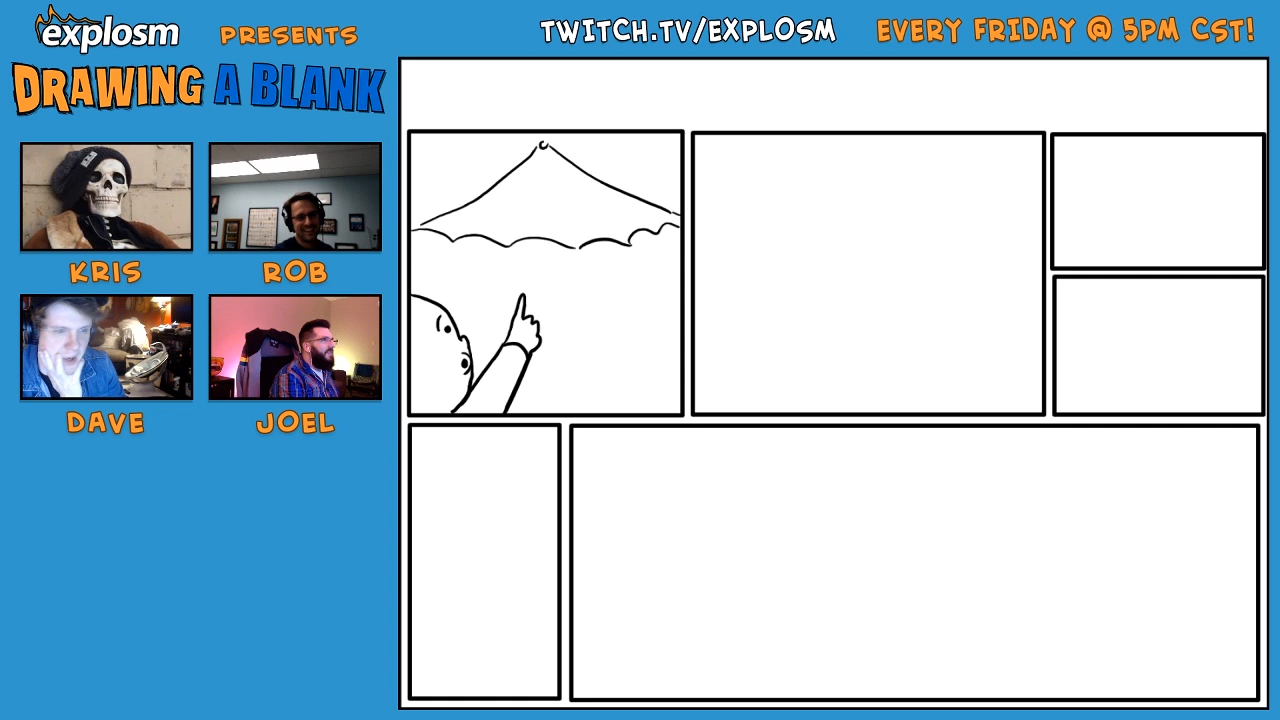 explosm PRESENTS
TWITCH.TV/EXPLOSM
EVERY FRIDAY @ 5PM CST!
DRAWING A BLANK
KRIS
ROB
DAVE
JOEL